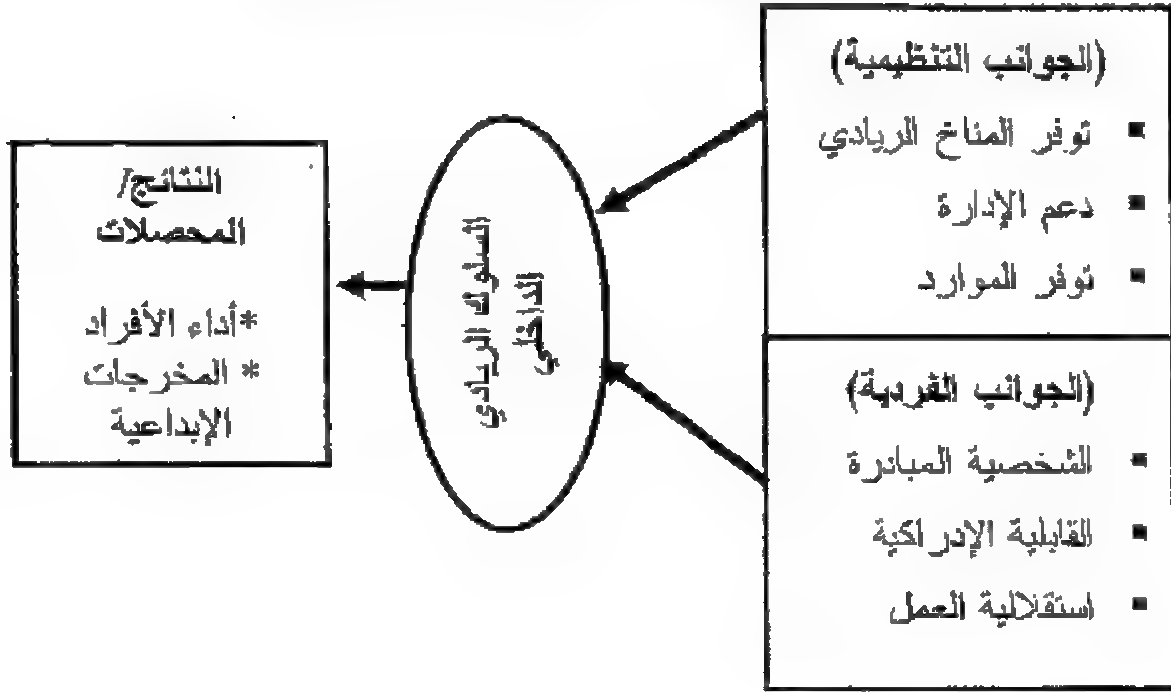 (الجوانب التنظيمية)
▪ توفر المناخ الريادي
▪ دعم الإدارة
▪ توفر الموارد
(الجوانب الفردية)
▪ الشخصية المبادرة
▪ القابلية الإدراكية
▪ استقلالية العمل
السلوك الريادي
الداخلي
النتائج/
المحصلات
*أداء الأفراد
* المخرجات
الإبداعية